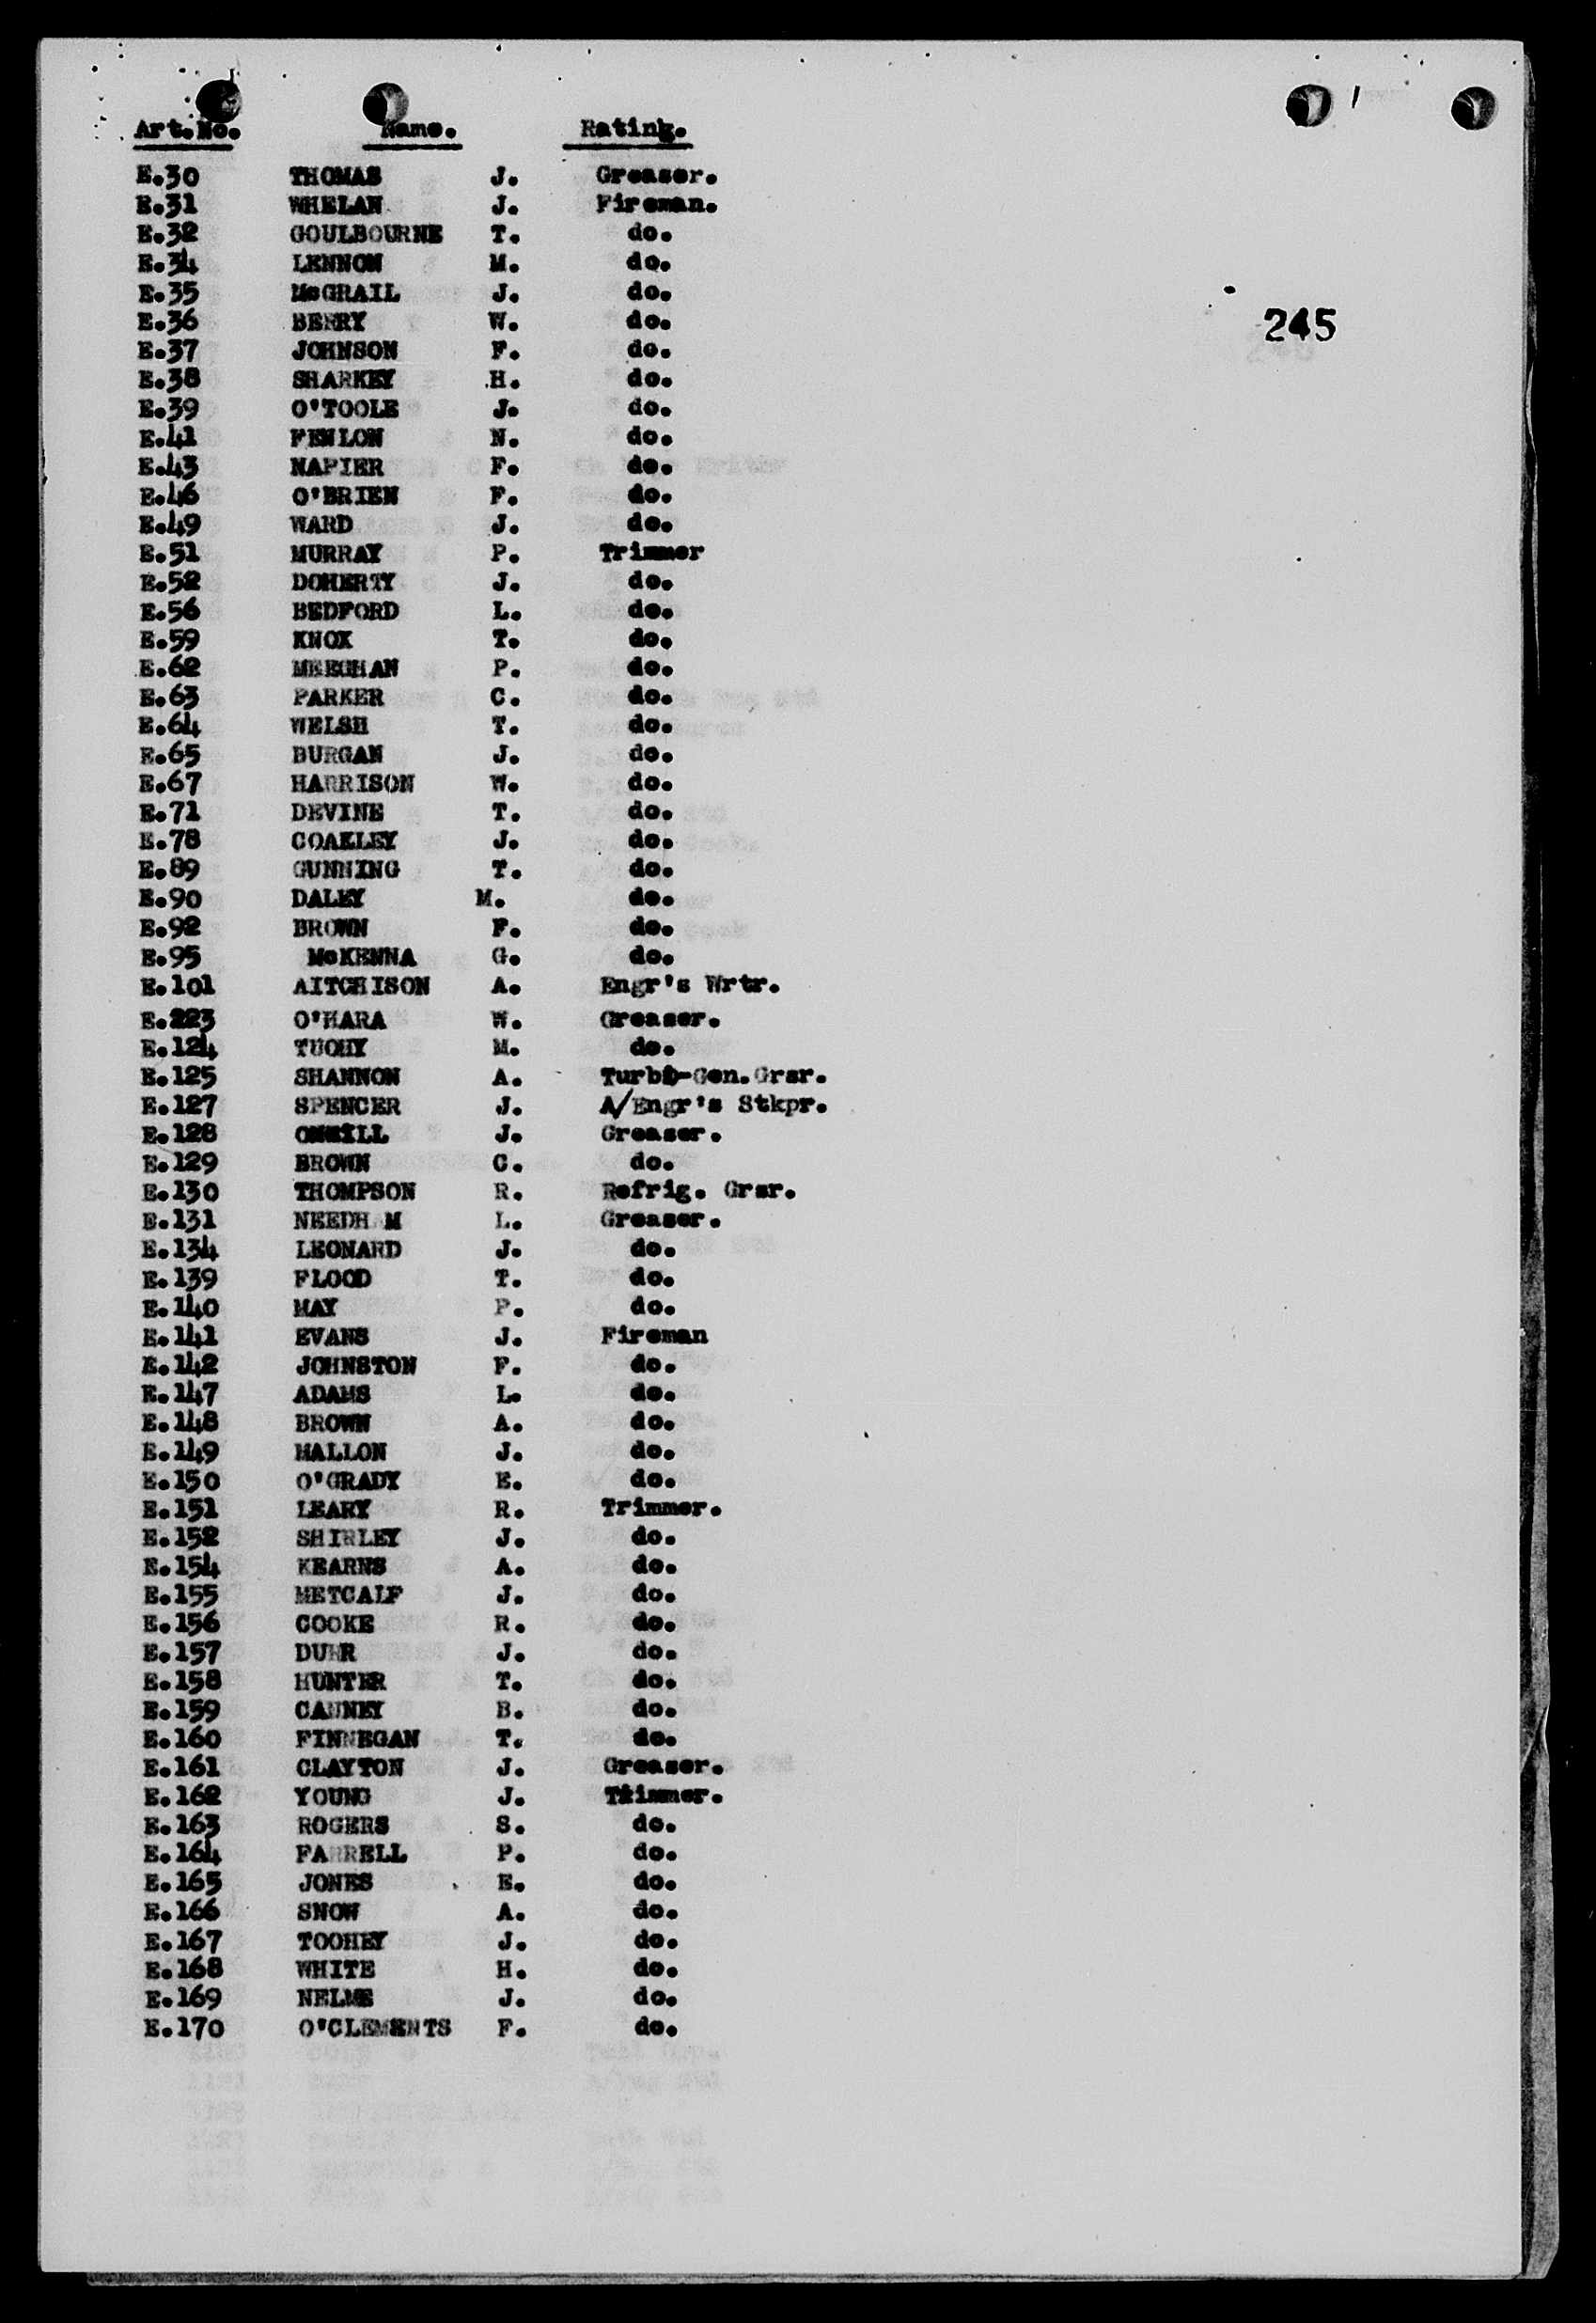 Art.No. Name. Rating.
E.30 THOMAS J. Greaser.
E.31 WHELAN J. Fireman.
E.32 GOULBOURNE T. do.
E.34 LENNON M. do.
E.35 McGRAIL J. do.
245
E.36 BERRY W. do.
E.37 JOHNSON F. do.
E.38 SHARKEY H. do.
E.39 O'TOOLE J. do.
E.41 FENLON N. do.
E.43 NAPIER F. do.
E.46 O'BRIEN F. do.
E.49 WARD J. do.
E.51 MURRAY P. Trimmer
E.52 DOHERTY J. do.
E.56 BEDFORD L. do.
E.59 KNOX T. do.
E.62 MEEGHAN P. do.
E.63 PARKER C. do.
E.64 WELSH T. do.
E.65 BURGAN J. do.
E.67 HARRISON W. do.
E.71 DEVINE T. do.
E.78 COAKLEY J. do.
E.89 GUNNING T. do.
E.90 DALEY M. do.
E.92 BROWN F. do.
E.95 McKENNA G. do.
E.101 AITCHISON A. Engr's Wrtr.
E.223 O'HARA W. Greaser.
E.124 TUOHY M. do.
E.125 SHANNON A. Turbo-Gen.Grsr.
E.127 SPENCER J. A/Engr's Stkpr.
E.128 ONEILL J. Greaser.
E.129 BROWN C. do.
E.130 THOMPSON R. Refrig. Grsr.
E.131 NEEDH M L. Greaser.
E.134 LEONARD J. do.
E.139 FLOOD T. do.
E.140 MAY P. do.
E.141 EVANS J. Fireman
E.142 JOHNSTON F. do.
E.147 ADAMS L. do.
E.148 BROWN A. do.
E.149 MALLON J. do.
E.150 O'GRADY E. do.
E.151 LEARY R. Trimmer.
E.152 SHIRLEY J. do.
E.154 KEARNS A. do.
E.155 METCALF J. do.
E.156 COOKE R. do.
E.157 DURR J. do.
E.158 HUNTER T. do.
E.159 CANNEY B. do.
E.160 FINNEGAN T. do.
E.161 CLAYTON J. Greaser.
E.162 YOUNG J. Trimmer.
E.163 ROGERS S. do.
E.164 FARRELL P. do.
E.165 JONES E. do.
E.166 SNOW A. do.
E.167 TOOHEY J. do.
E.168 WHITE H. do.
E.169 NELMS J. do.
E.170 O'CLEMENTS F. do.